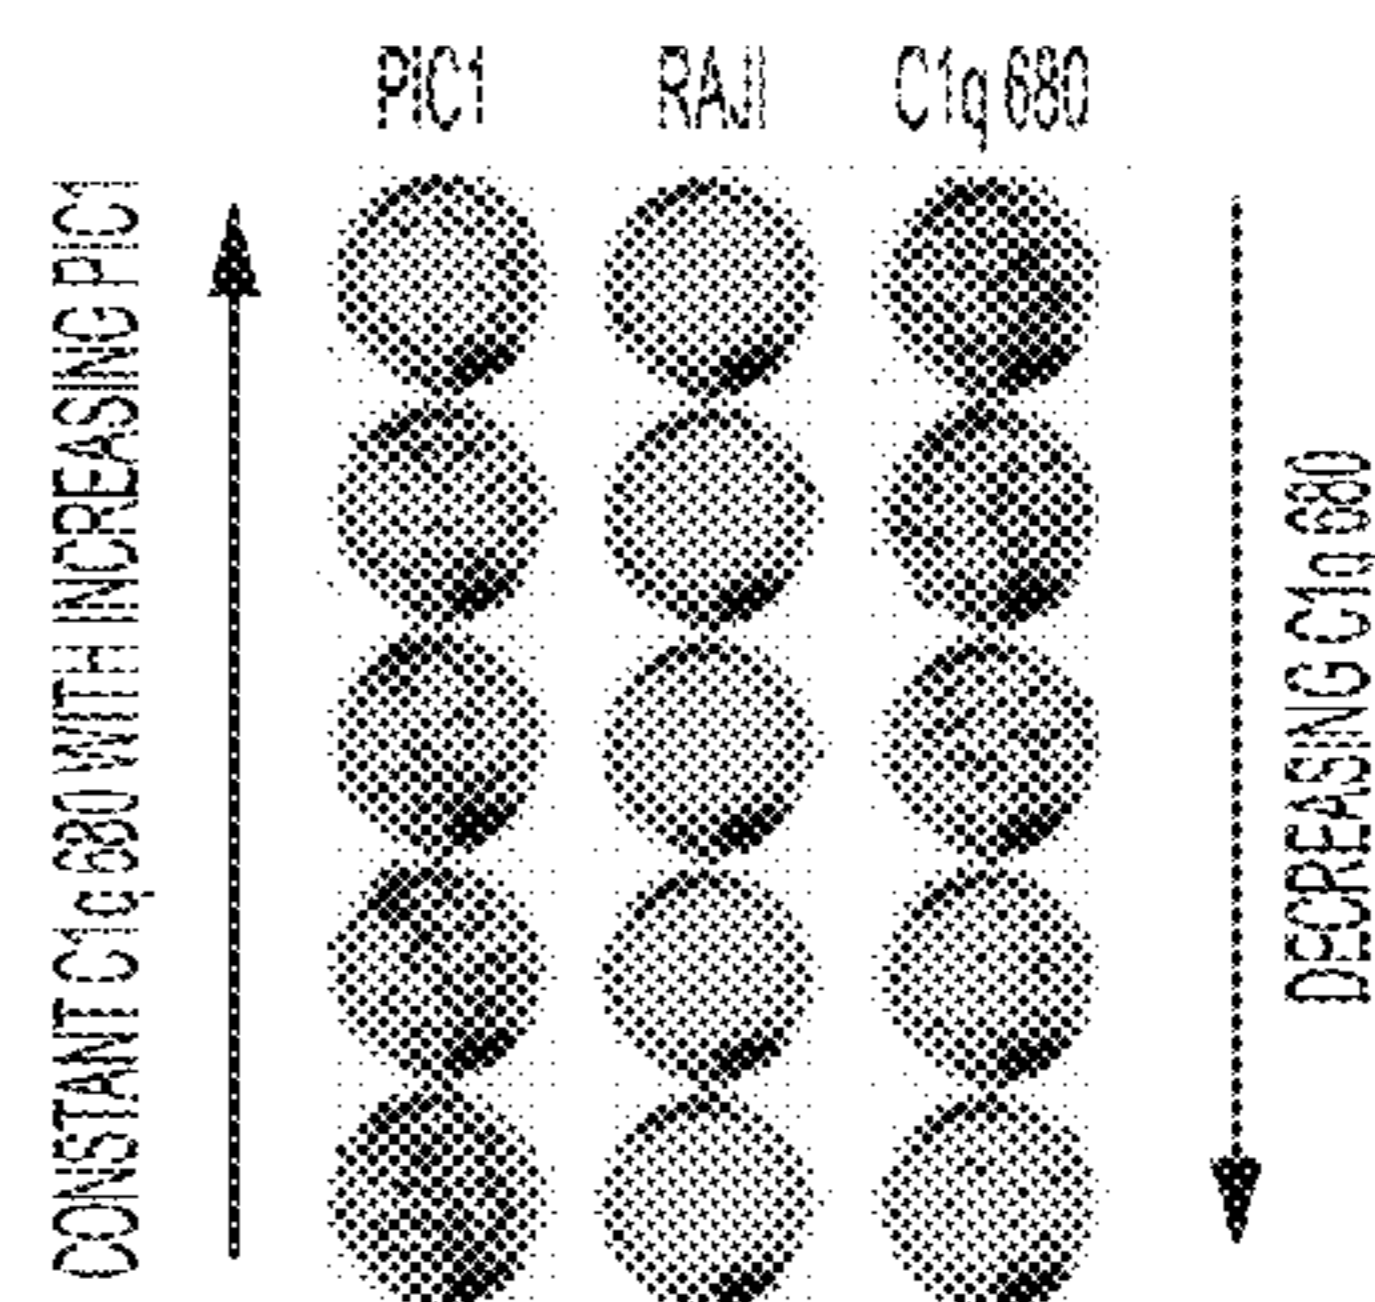 PIC1
RAJI
C1q 680
CONSTANT C1q 680 WITH INCREASING PIC1
DECREASING C1q 680